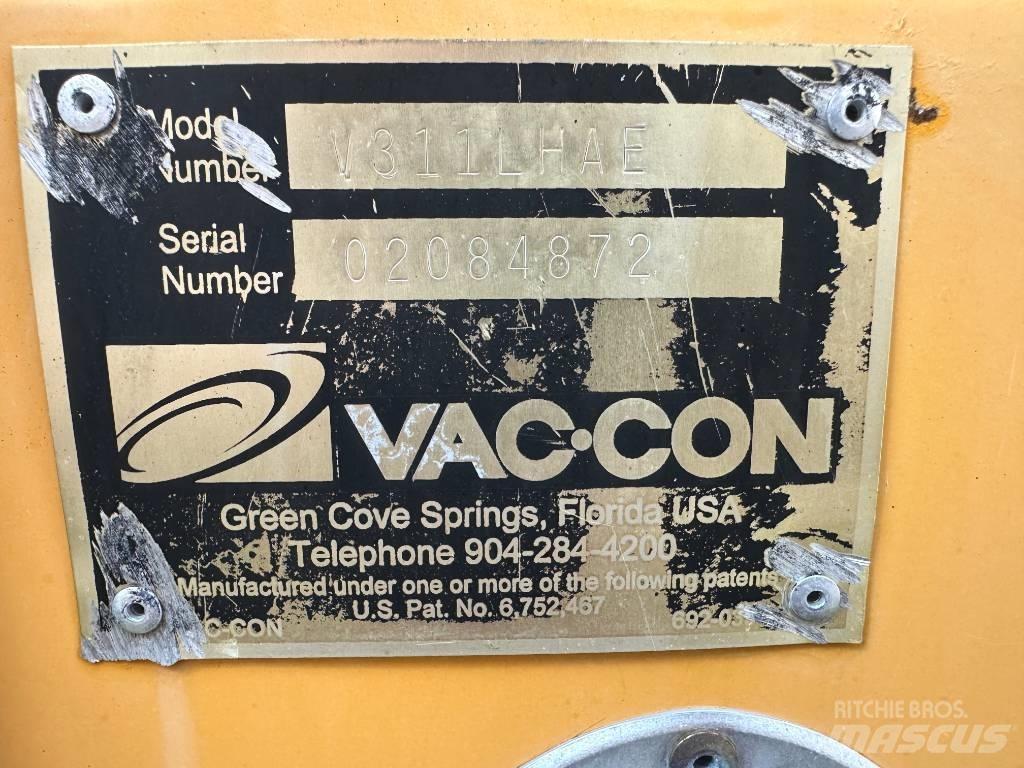 Model
Number
V311LHAE
Serial
Number
02084872
VAC·CON
Green Cove Springs, Florida USA
Telephone 904-284-4200
Manufactured under one or more of the following patents
U.S. Pat. No. 6,752,467
C-CON
RITCHIE BROS.
MASCUS